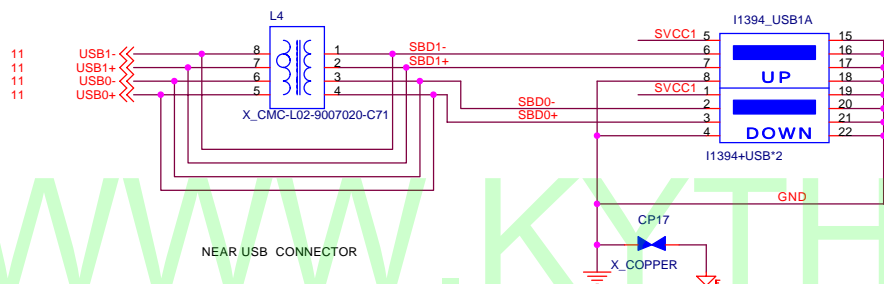 L4
I1394_USB1A
11 USB1- 8 1 SBD1- SVCC1 5 15
11 USB1+ 7 2 SBD1+ 6 16
11 USB0- 6 3 7 17
11 USB0+ 5 4 8 UP 18
X_CMC-L02-9007020-C71
SVCC1 1 19
SBD0- 2 20
SBD0+ 3 21
4 DOWN 22
I1394+USB*2
GND
CP17
X_COPPER
NEAR USB CONNECTOR
WWW.KYTH